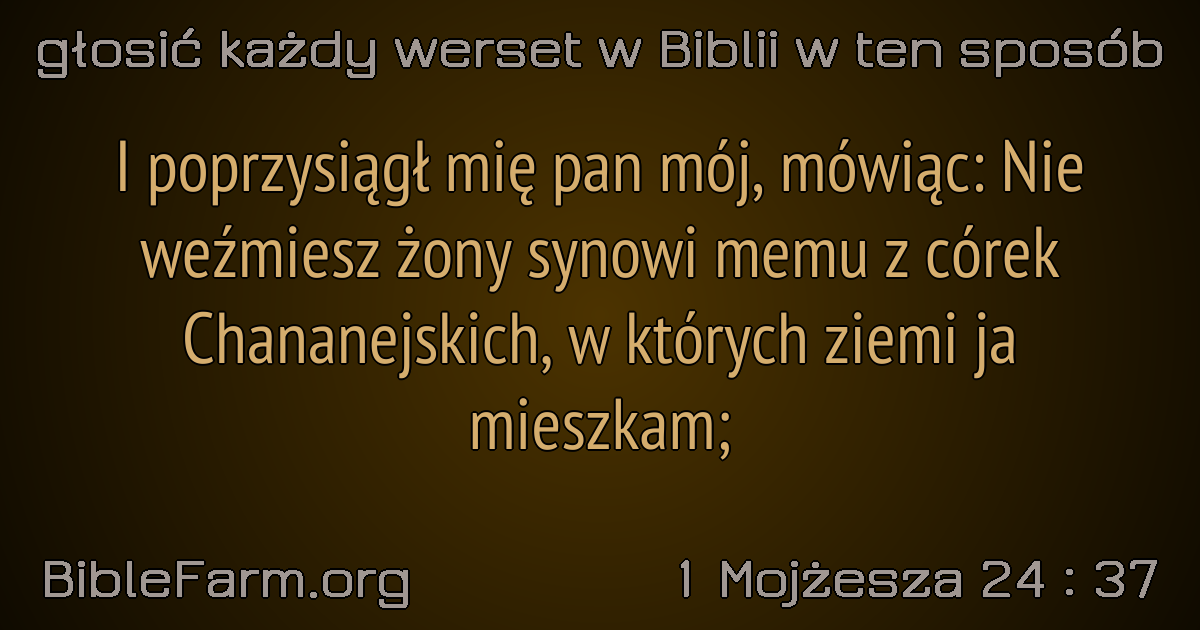 głosić każdy werset w Biblii w ten sposób
I poprzysiągł mię pan mój, mówiąc: Nie
weźmiesz żony synowi memu z córek
Chananejskich, w których ziemi ja
mieszkam;
BibleFarm.org
1 Mojżesza 24 : 37